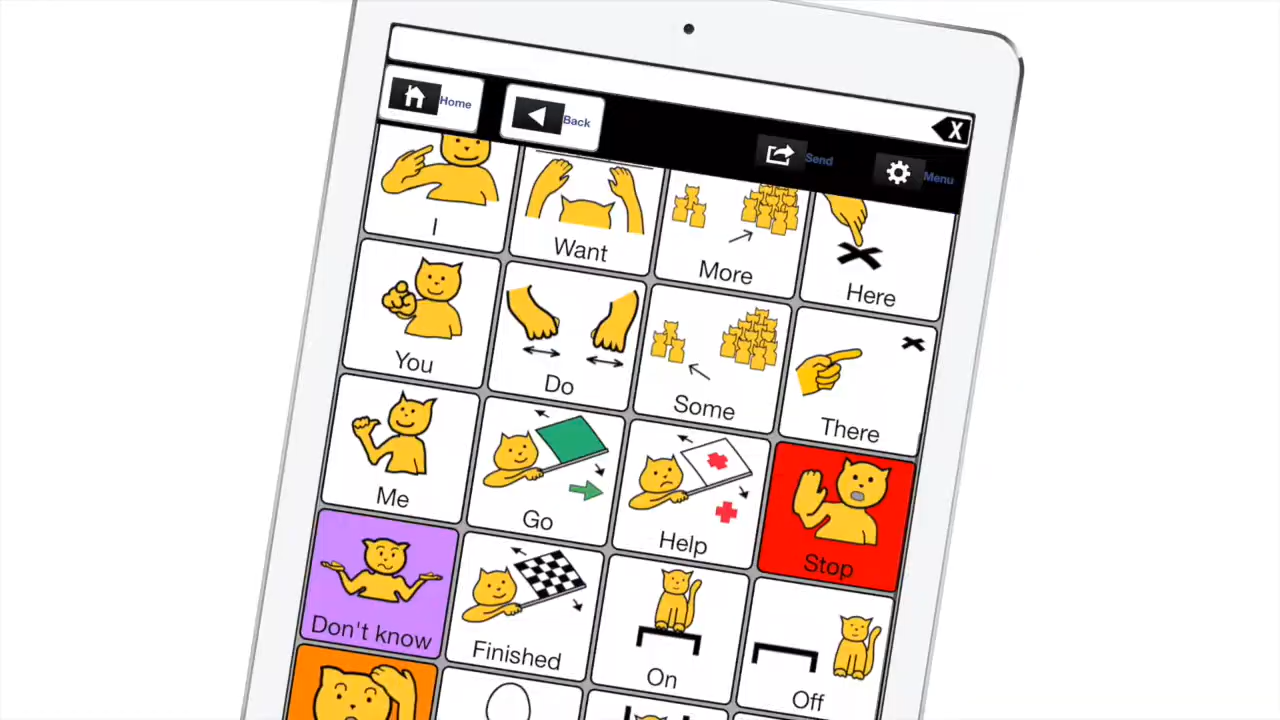 Home
Back
Send
Menu
X
I
Want
More
Here
You
Do
Some
There
Me
Go
Help
Stop
Don't know
Finished
On
Off